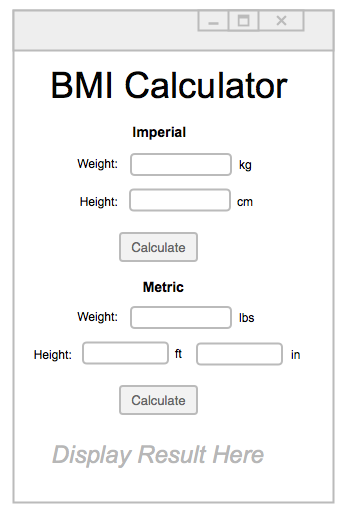 BMI Calculator
Imperial
Weight: kg
Height: cm
Calculate
Metric
Weight: lbs
Height: ft in
Calculate
Display Result Here